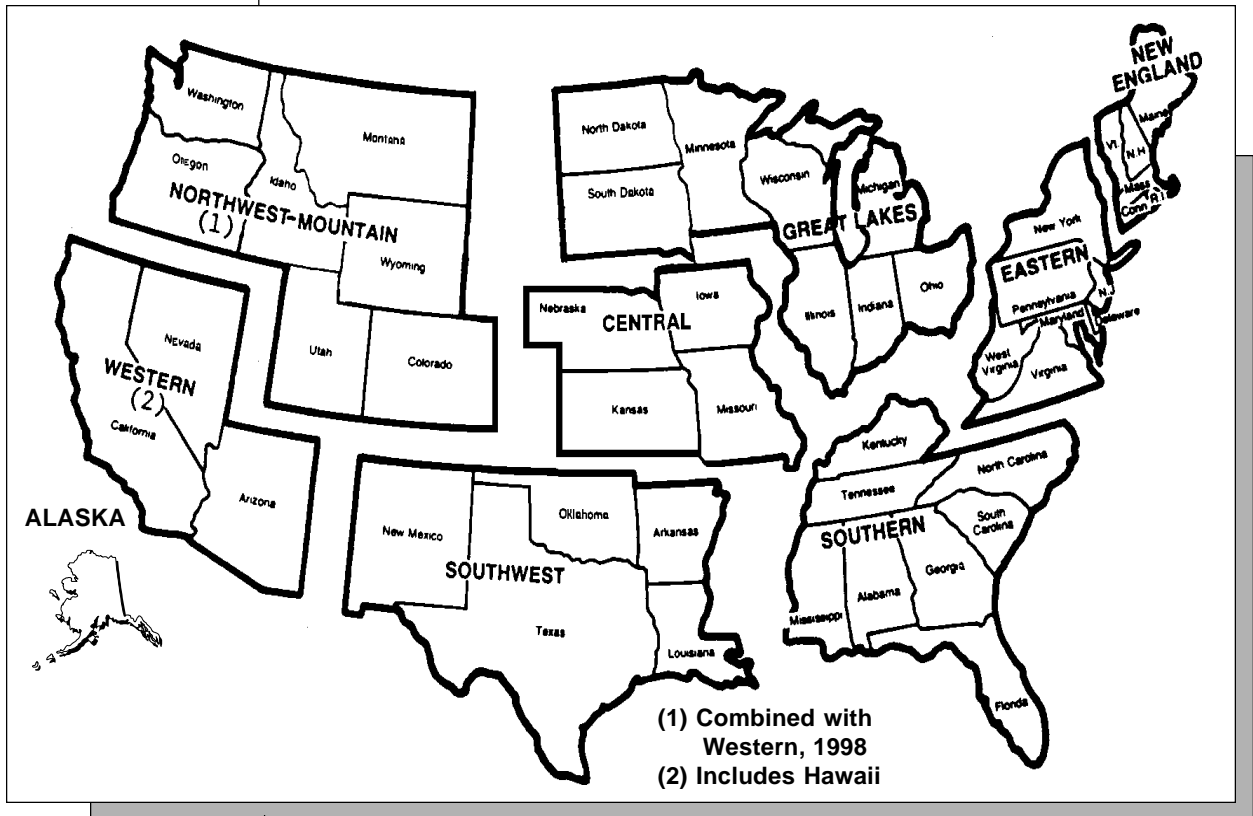 NEW
ENGLAND
Washington
Montana
North Dakota
Minnesota
Maine
Vt.
N.H
Oregon
Idaho
South Dakota
Wisconsin
Michigan
Mass
Conn
R.I
NORTHWEST-MOUNTAIN
(1)
GREAT LAKES
New York
Wyoming
EASTERN
Nebraska
Iowa
Illinois
Indiana
Ohio
Pennsylvania
N.J
CENTRAL
Maryland
Delaware
Nevada
Utah
Colorado
West
Virginia
Virginia
WESTERN
(2)
California
Kansas
Missouri
Kentucky
North Carolina
Tennessee
Arizona
ALASKA
New Mexico
Oklahoma
Arkansas
South
Carolina
SOUTHERN
SOUTHWEST
Georgia
Alabama
Mississippi
Texas
Louisiana
Florida
(1) Combined with
Western, 1998
(2) Includes Hawaii